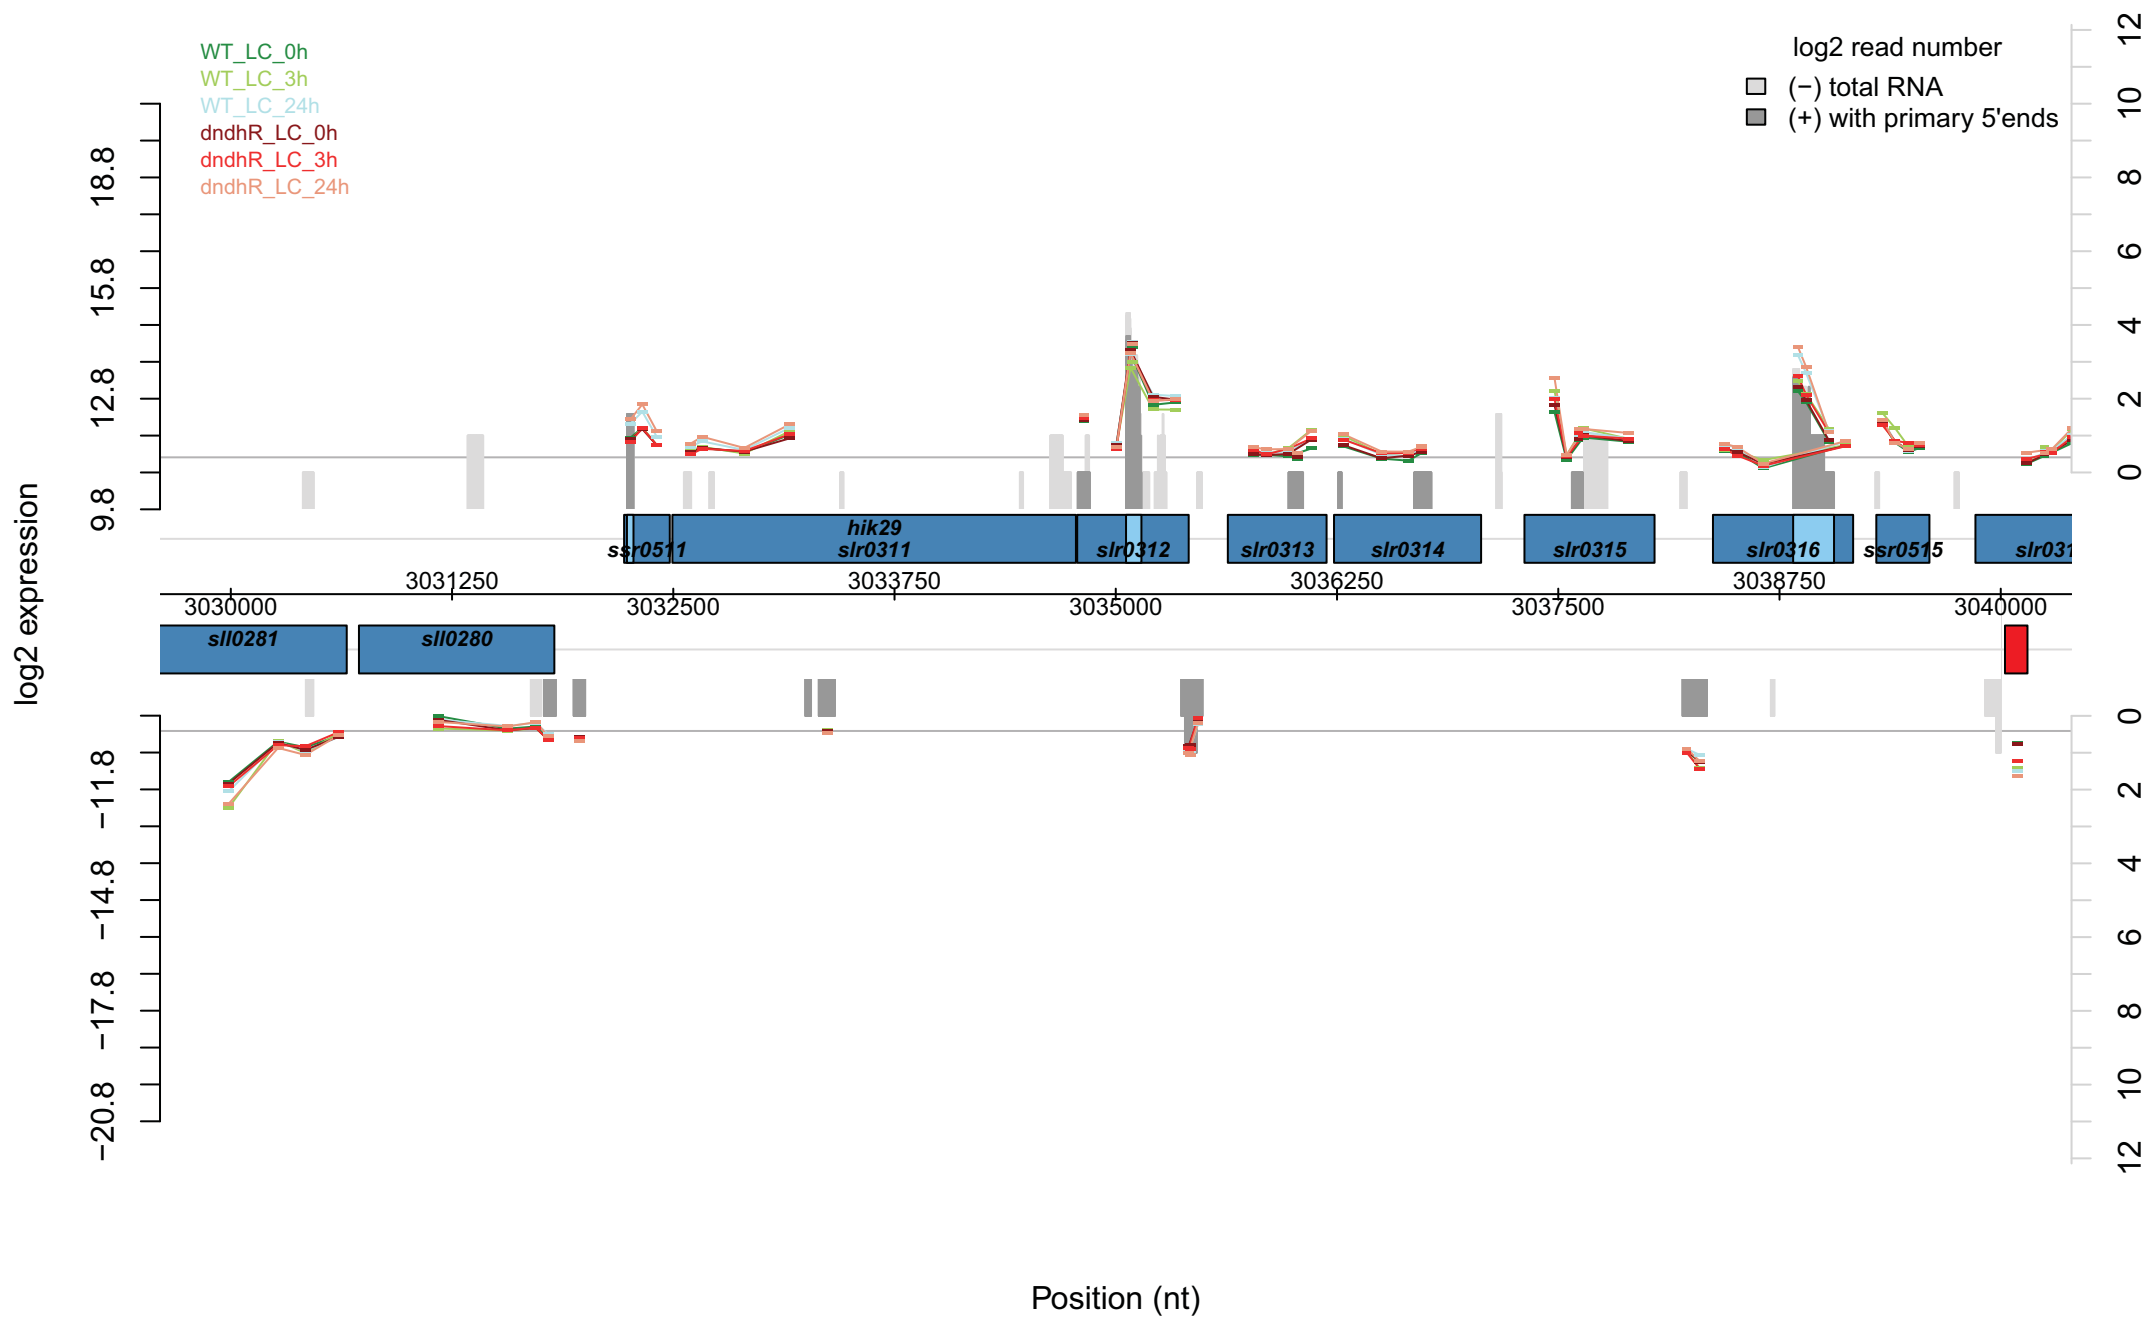 WT_LC_0h
WT_LC_3h
WT_LC_24h
dndhR_LC_0h
dndhR_LC_3h
dndhR_LC_24h
log2 read number
(−) total RNA
(+) with primary 5'ends
log2 expression
18.8
15.8
12.8
9.8
12
10
8
6
4
2
0
ssr0511
hik29
slr0311
slr0312
slr0313
slr0314
slr0315
slr0316
ssr0515
slr031
3031250
3033750
3036250
3038750
3030000
3032500
3035000
3037500
3040000
sll0281
sll0280
−11.8
−14.8
−17.8
−20.8
0
2
4
6
8
10
12
Position (nt)